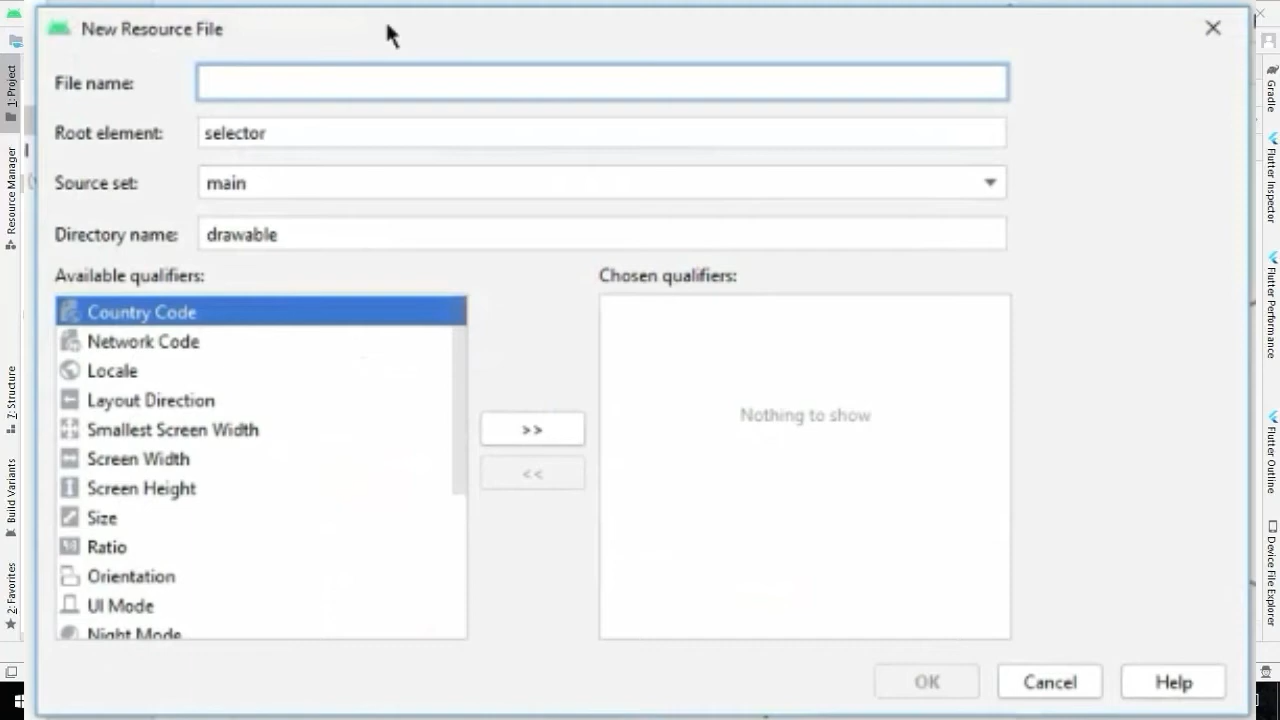 New Resource File
File name:
Root element: selector
Source set: main
Directory name: drawable
Available qualifiers:
Chosen qualifiers:
Country Code
Network Code
Locale
Layout Direction
Smallest Screen Width
Screen Width
Screen Height
Size
Ratio
Orientation
UI Mode
Night Mode
>>
<<
Nothing to show
OK
Cancel
Help
1: Project
Resource Manager
Z: Structure
Build Variants
2: Favorites
Gradle
Flutter Inspector
Flutter Performance
Flutter Outline
Device File Explorer